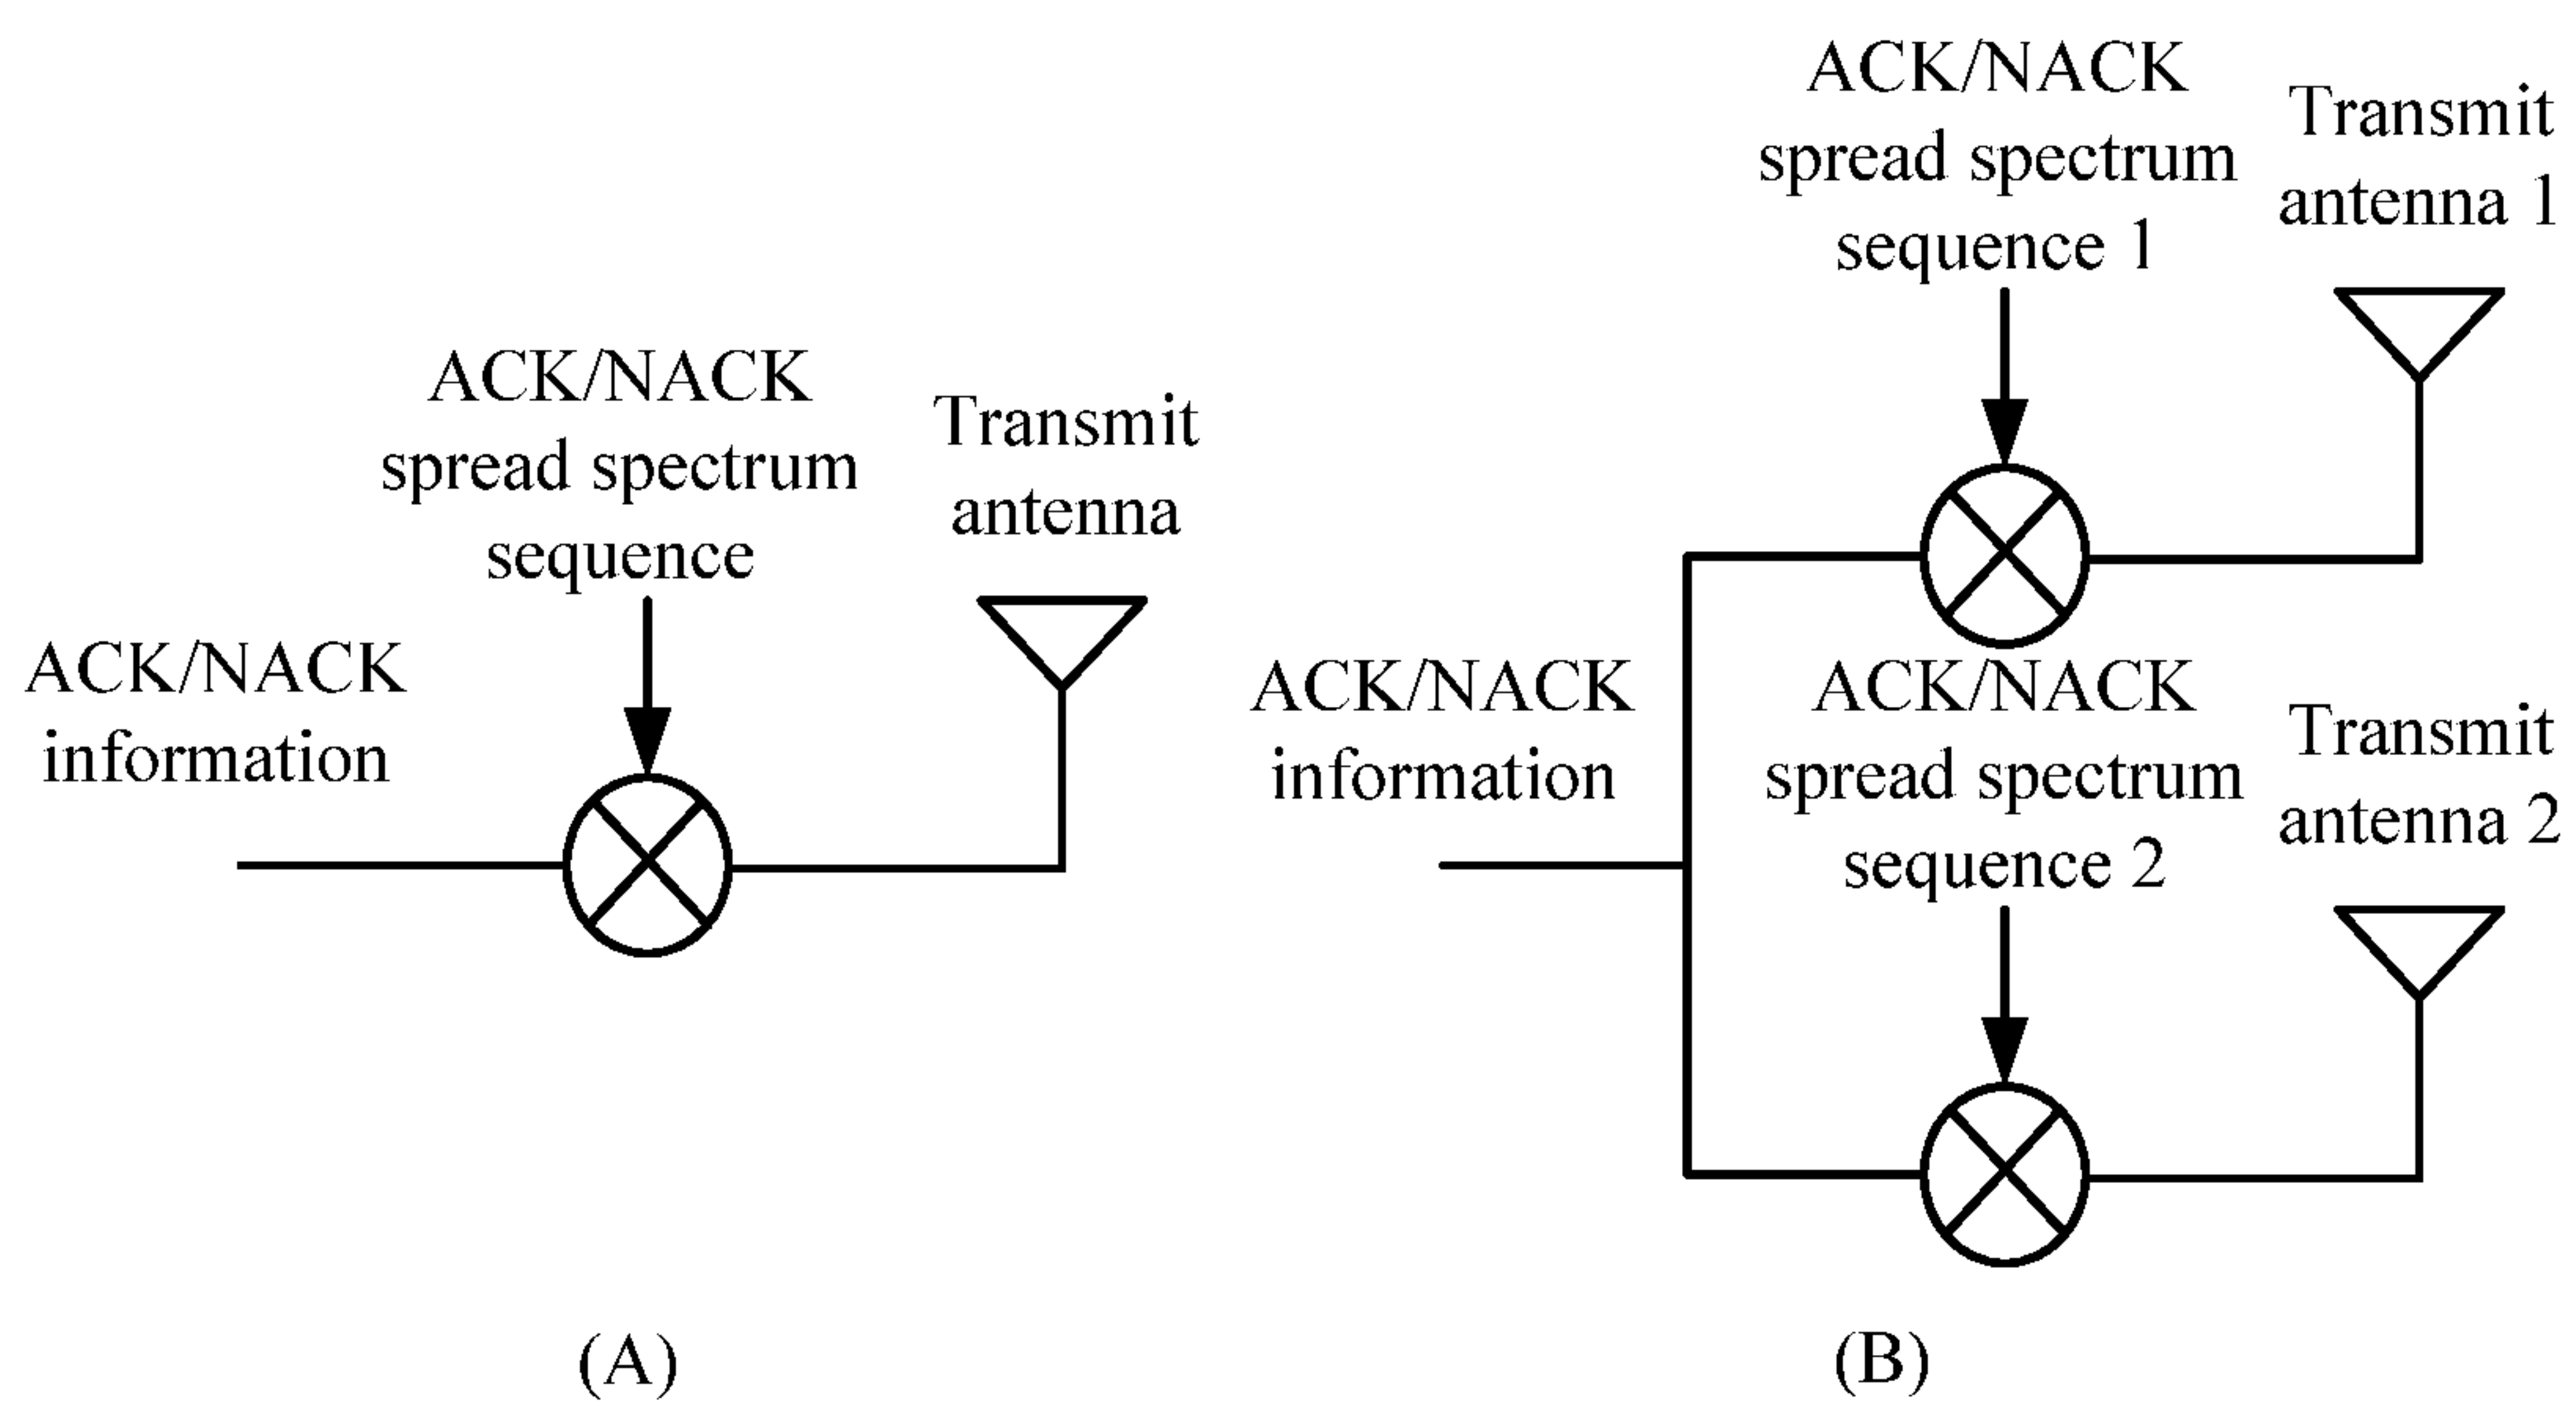 ACK/NACK
spread spectrum
sequence
Transmit
antenna
ACK/NACK
information
(A)
ACK/NACK
spread spectrum
sequence 1
Transmit
antenna 1
ACK/NACK
information
ACK/NACK
spread spectrum
sequence 2
Transmit
antenna 2
(B)